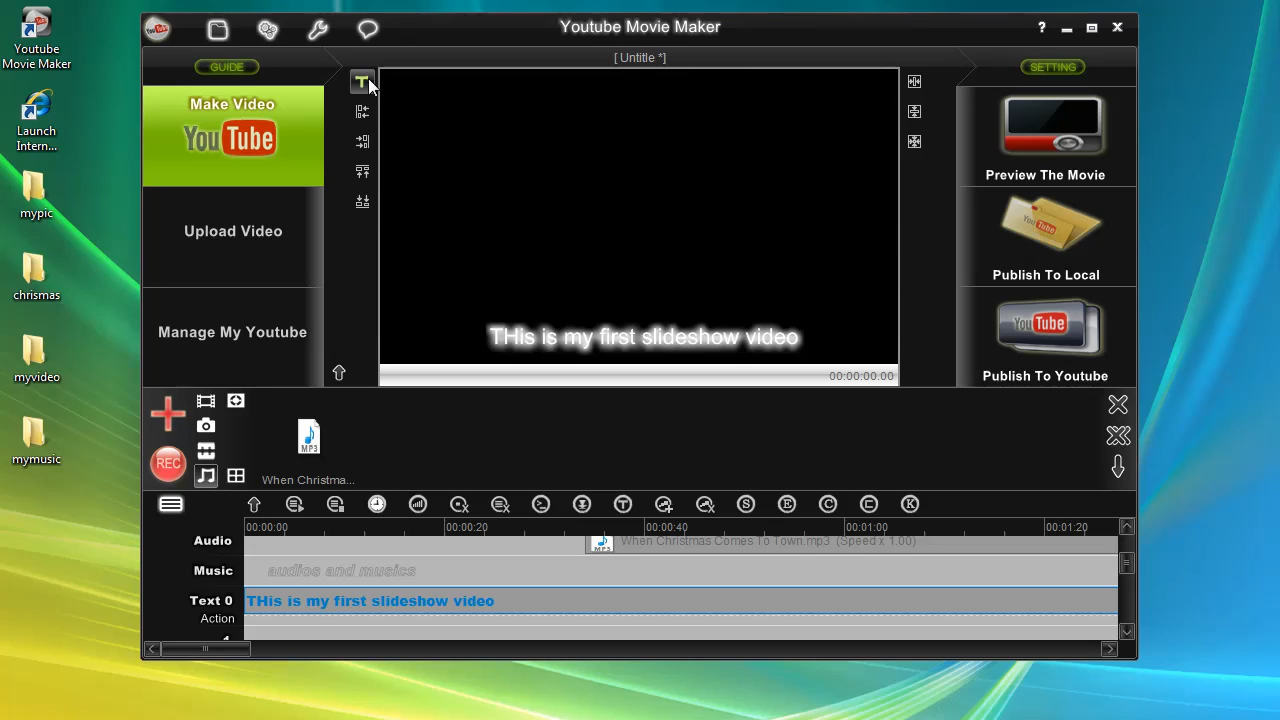 Youtube
Movie Maker
Launch
Intern...
mypic
chrismas
myvideo
mymusic
YouTube
Youtube Movie Maker
?
GUIDE
[ Untitle *]
SETTING
Make Video
YouTube
Upload Video
Manage My Youtube
T
THis is my first slideshow video
00:00:00.00
Preview The Movie
YouTube
Publish To Local
YouTube
Publish To Youtube
REC
MP3
When Christma...
T S E C K
00:00:00 00:00:20 00:00:40 00:01:00 00:01:20
Audio When Christmas Comes To Town.mp3 (Speed x 1.00)
Music audios and musics
Text 0 THis is my first slideshow video
Action